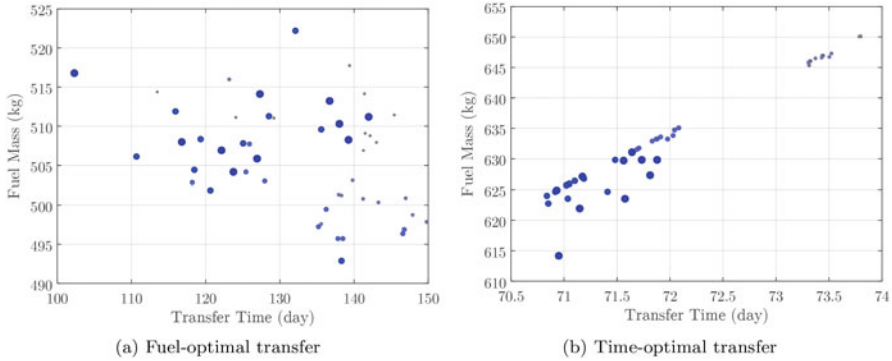 525
520
515
510
505
500
495
490
Fuel Mass (kg)
100 110 120 130 140 150
Transfer Time (day)
(a) Fuel-optimal transfer
655
650
645
640
635
630
625
620
615
610
Fuel Mass (kg)
70.5 71 71.5 72 72.5 73 73.5 74
Transfer Time (day)
(b) Time-optimal transfer